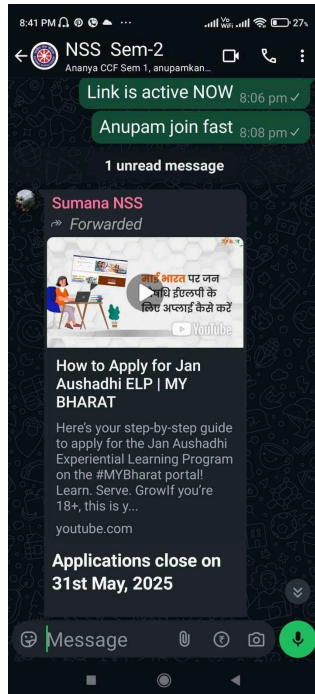 8:41 PM
Vo
WiFi
27%
NSS Sem-2
Ananya CCF Sem 1, anupamkan...
Link is active NOW 8:06 pm
Anupam join fast 8:08 pm
1 unread message
Sumana NSS
Forwarded
माई भारत पर जन
औषधि ईएलपी के
लिए अप्लाई कैसे करें
YouTube
How to Apply for Jan
Aushadhi ELP | MY
BHARAT
Here's your step-by-step guide
to apply for the Jan Aushadhi
Experiential Learning Program
on the #MYBharat portal!
Learn. Serve. GrowIf you're
18+, this is y...
youtube.com
Applications close on
31st May, 2025
Message